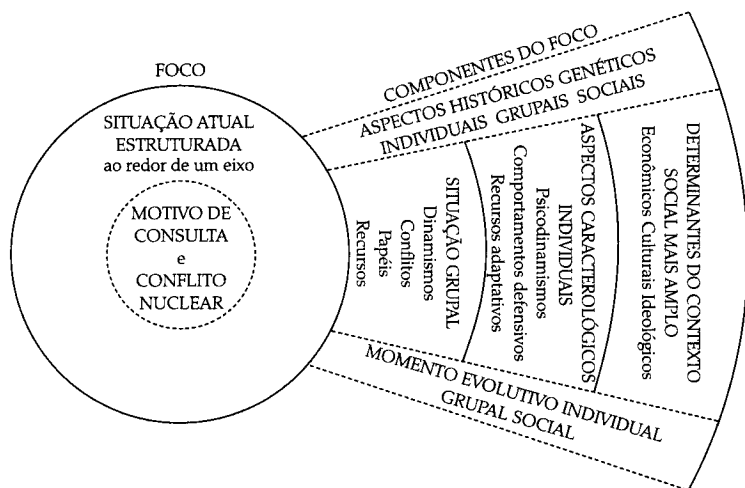 FOCO
SITUAÇÃO ATUAL
ESTRUTURADA
ao redor de um eixo
MOTIVO DE
CONSULTA
e
CONFLITO
NUCLEAR
COMPONENTES DO FOCO
ASPECTOS HISTÓRICOS GENÉTICOS
INDIVIDUAIS GRUPAIS SOCIAIS
SITUAÇÃO GRUPAL
Dinamismos
Conflitos
Papéis
Recursos
ASPECTOS CARACTEROLÓGICOS
INDIVIDUAIS
Psicodinamismos
Comportamentos defensivos
Recursos adaptativos
DETERMINANTES DO CONTEXTO
SOCIAL MAIS AMPLO
Econômicos Culturais Ideológicos
MOMENTO EVOLUTIVO INDIVIDUAL
GRUPAL SOCIAL